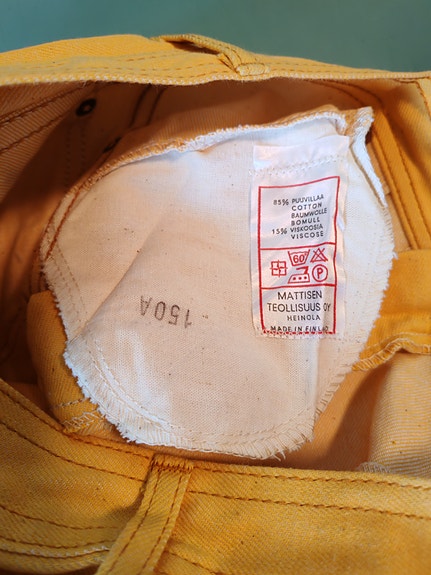 85% PUUVILLAA
COTTON
BAUMWOLLE
BOMULL
15% VISKOOSIA
VISCOSE
60
P
MATTISEN
TEOLLISUUS OY
HEINOLA
MADE IN FINLAND
150A